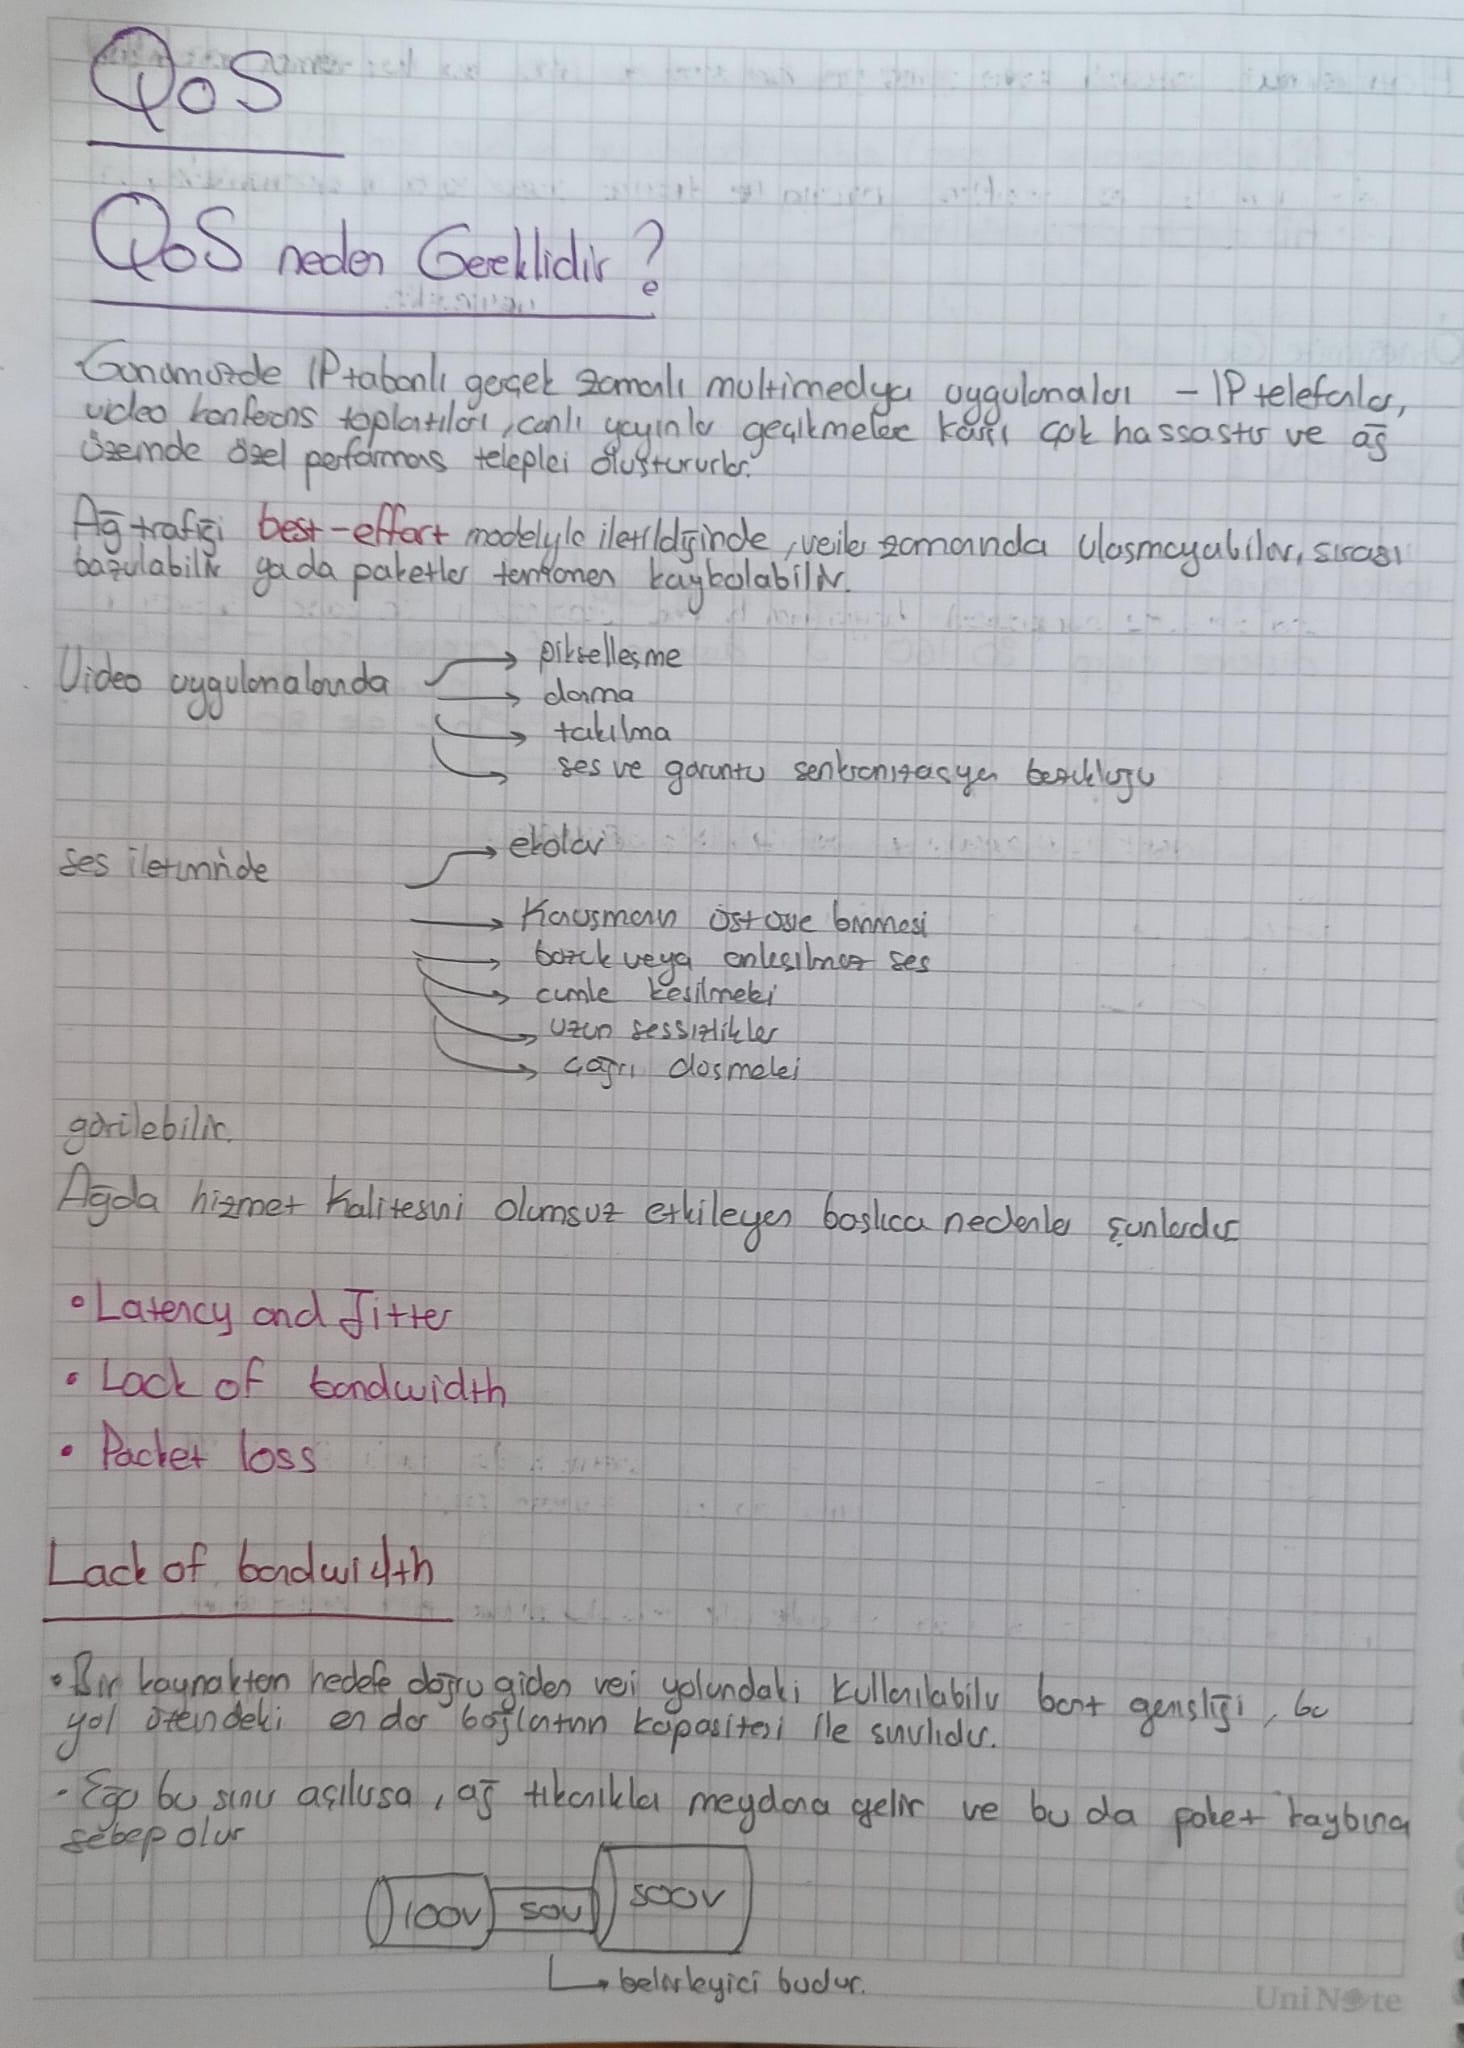 QoS
QoS neden Gereklidir?
Günümüzde IP tabanlı gerçek zamanlı multimedya uygulamaları - IP telefonlar,
video konferans toplantıları, canlı yayınlar geçikmelere karşı çok hassastır ve ağ
üzerinde özel performans talepleri oluştururlar.
Ağ trafiği best-effort modeliyle iletildiğinde, veriler zamanında ulaşmayabilir, sırası
bozulabilir ya da paketler tamamen kaybolabilir.
Video uygulamalarında
pikselleşme
donma
takılma
ses ve görüntü senkronizasyon bozukluğu
ses iletiminde
ekolar
Konuşmanın üst üste binmesi
bozuk veya anlaşılmaz ses
cümle kesilmeleri
uzun sessizlikler
çağrı düşmeleri
görülebilir.
Ağda hizmet kalitesini olumsuz etkileyen başlıca nedenler şunlardır
• Latency and Jitter
• Lack of bandwidth
• Packet loss
Lack of bandwidth
• Bir kaynaktan hedefe doğru giden veri yolundaki kullanılabilir bant genişliği, bu
yol üzerindeki en dar bağlantının kapasitesi ile sınırlıdır.
- Eğer bu sınır aşılırsa, ağ tıkanıklığı meydana gelir ve bu da paket kaybına
sebep olur
100V 50V 500V
belirleyici budur.
UniNote